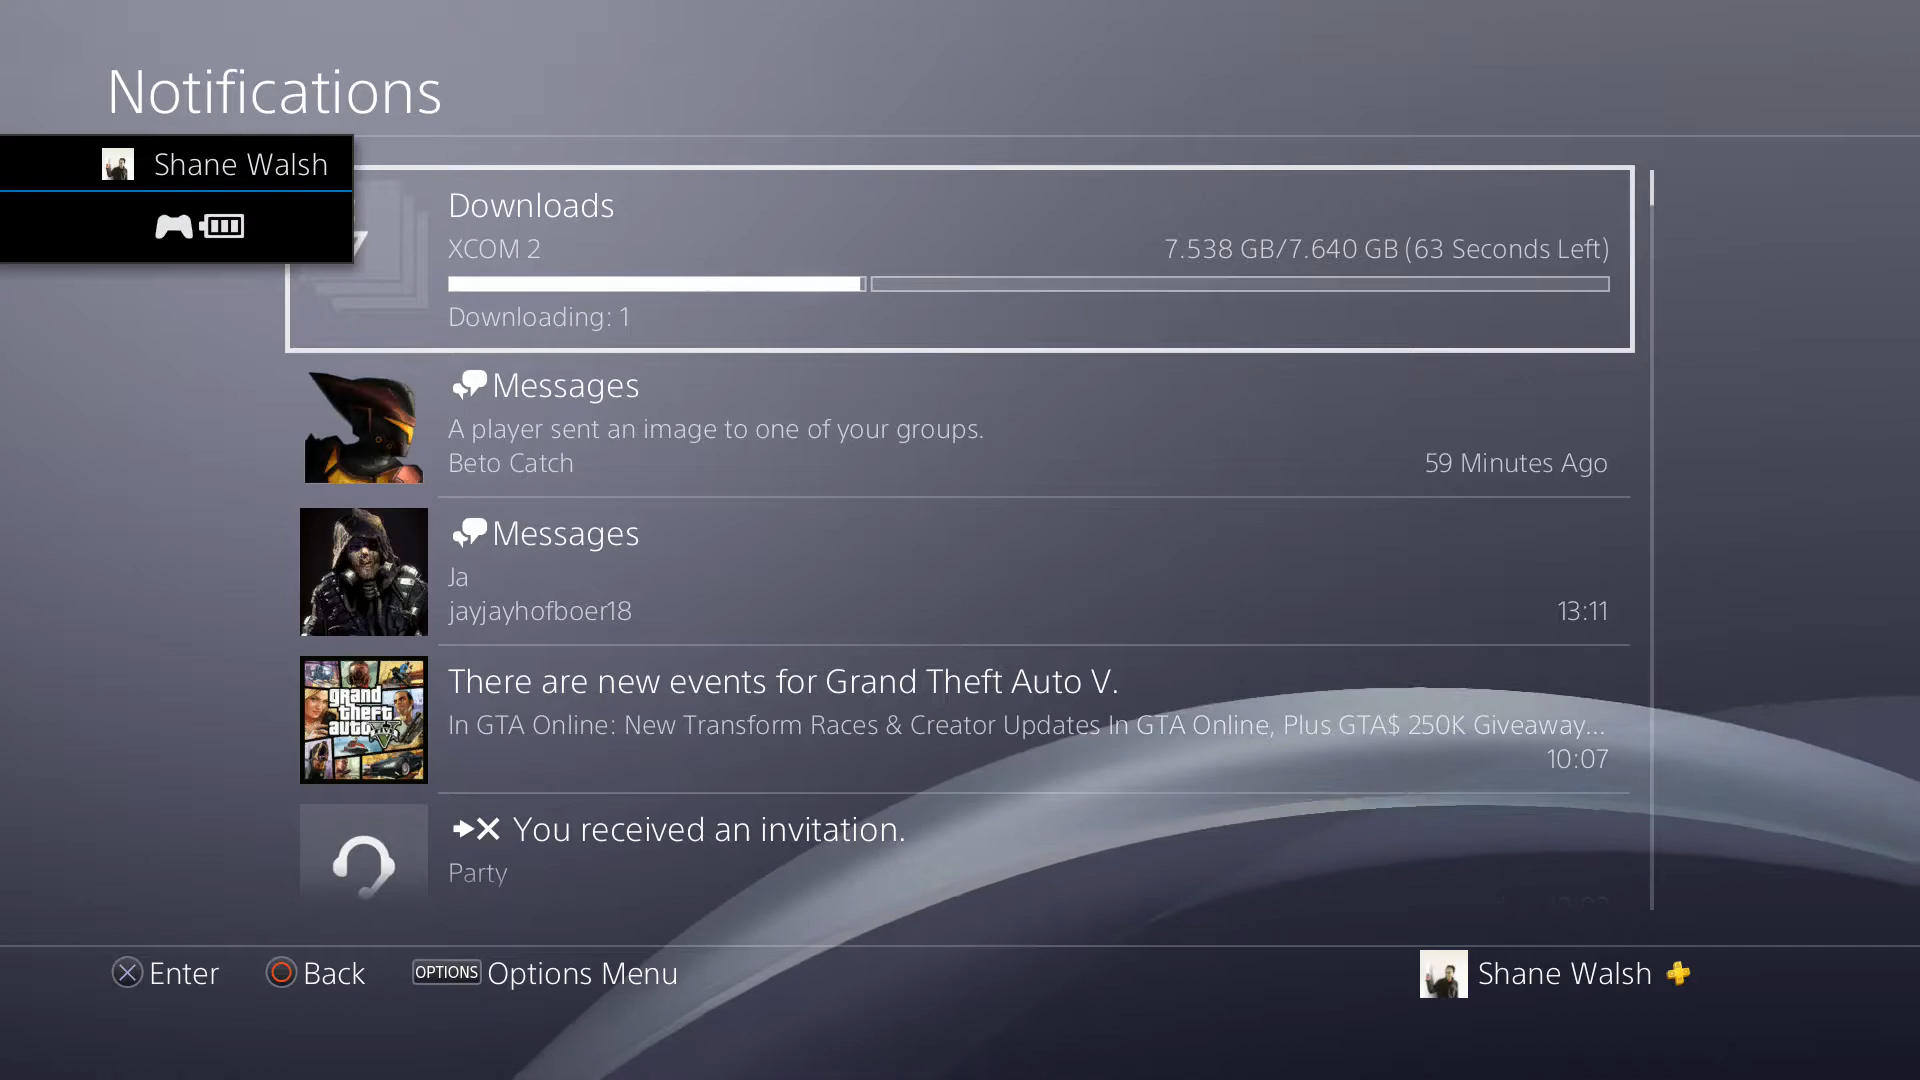 Notifications
Shane Walsh
Downloads
XCOM 2
7.538 GB/7.640 GB (63 Seconds Left)
Downloading: 1
Messages
A player sent an image to one of your groups.
Beto Catch
59 Minutes Ago
Messages
Ja
jayjayhofboer18
13:11
grand
theft
auto
V
There are new events for Grand Theft Auto V.
In GTA Online: New Transform Races & Creator Updates In GTA Online, Plus GTA$ 250K Giveaway...
10:07
You received an invitation.
Party
Enter
Back
OPTIONS Options Menu
Shane Walsh